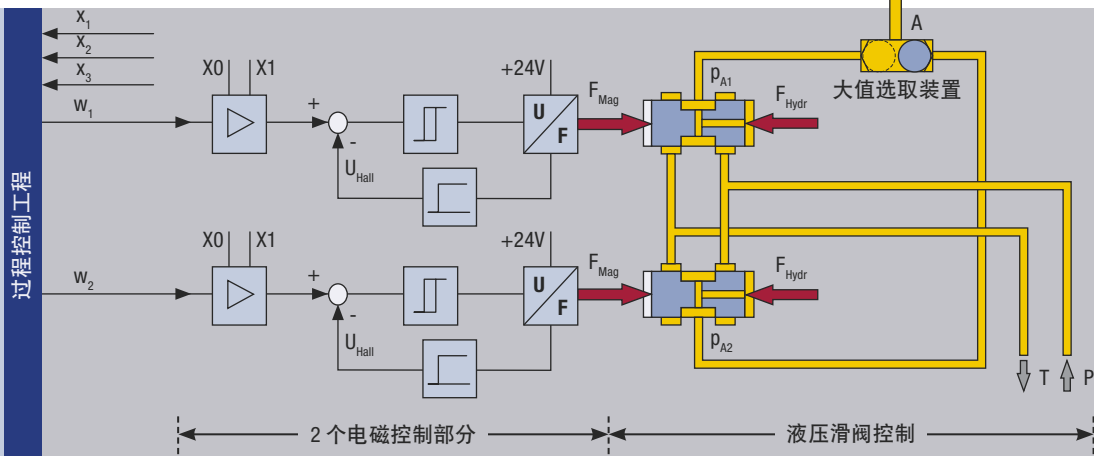 过程控制工程
x1
x2
x3
w1
X0 X1
+
-
UHall
+24V
U
F
FMag
pA1
FHydr
A
大值选取装置
w2
X0 X1
+
-
UHall
+24V
U
F
FMag
pA2
FHydr
T
P
2 个电磁控制部分
液压滑阀控制